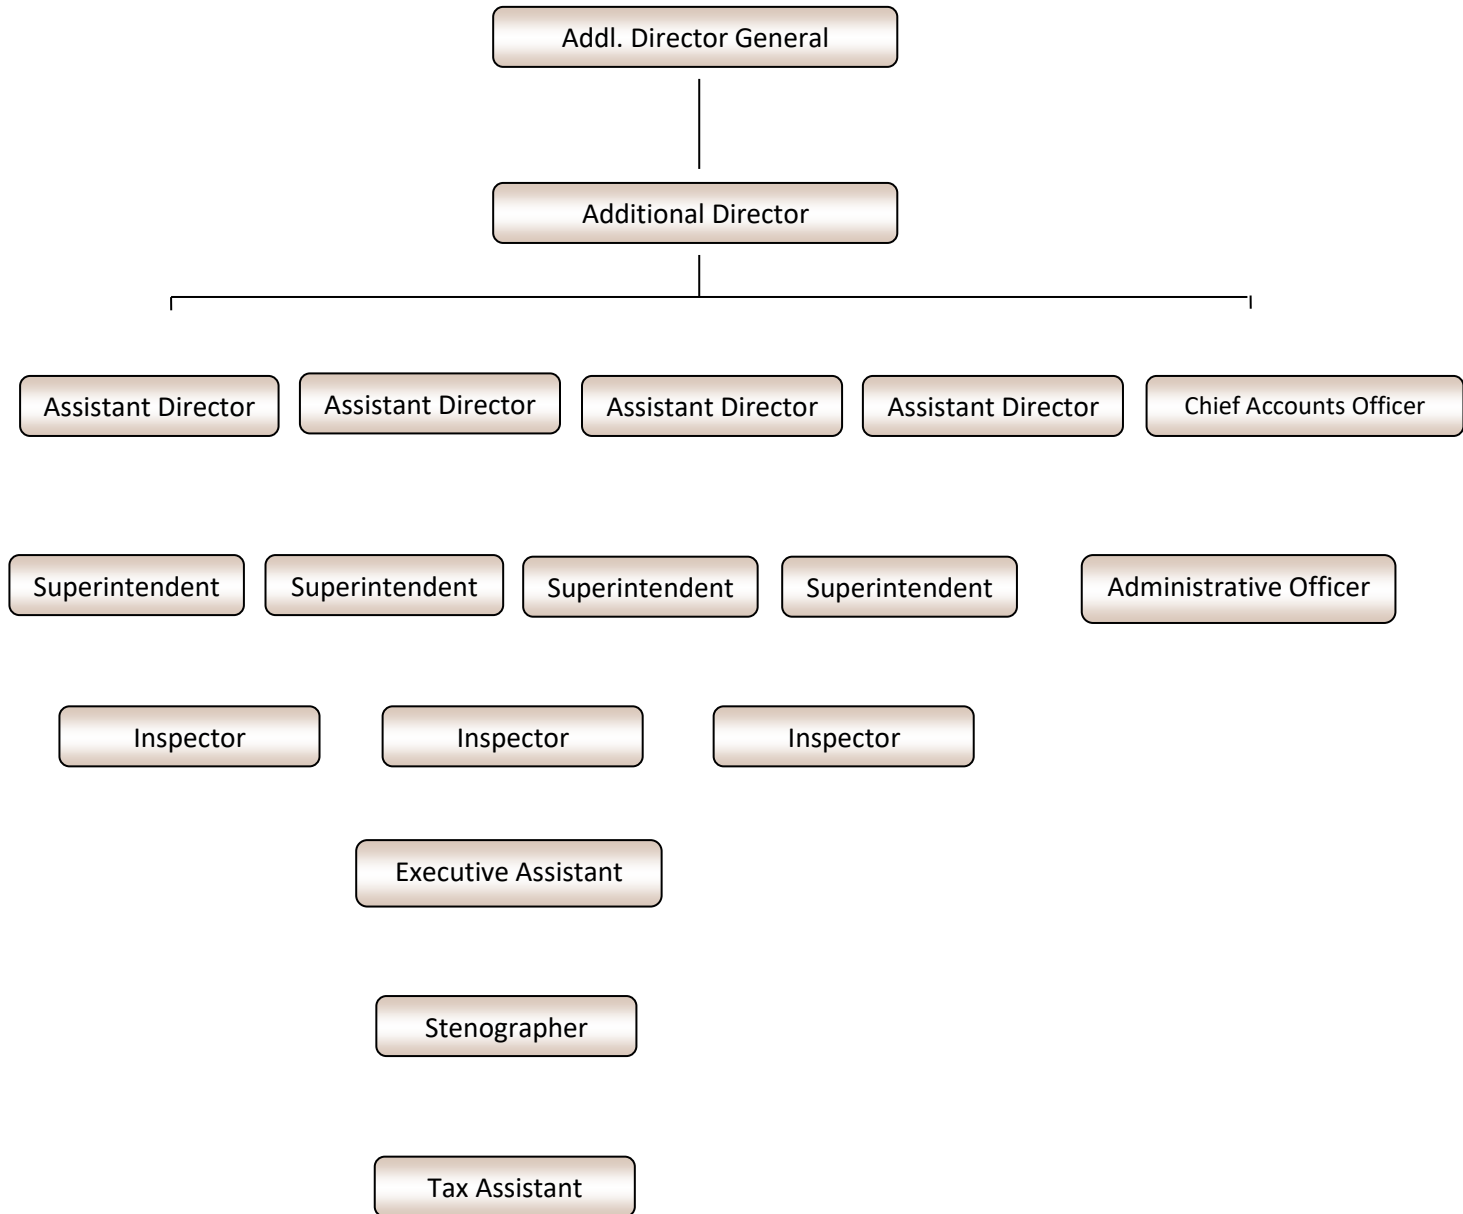 Addl. Director General
Additional Director
Assistant Director
Assistant Director
Assistant Director
Assistant Director
Chief Accounts Officer
Superintendent
Superintendent
Superintendent
Superintendent
Administrative Officer
Inspector
Inspector
Inspector
Executive Assistant
Stenographer
Tax Assistant